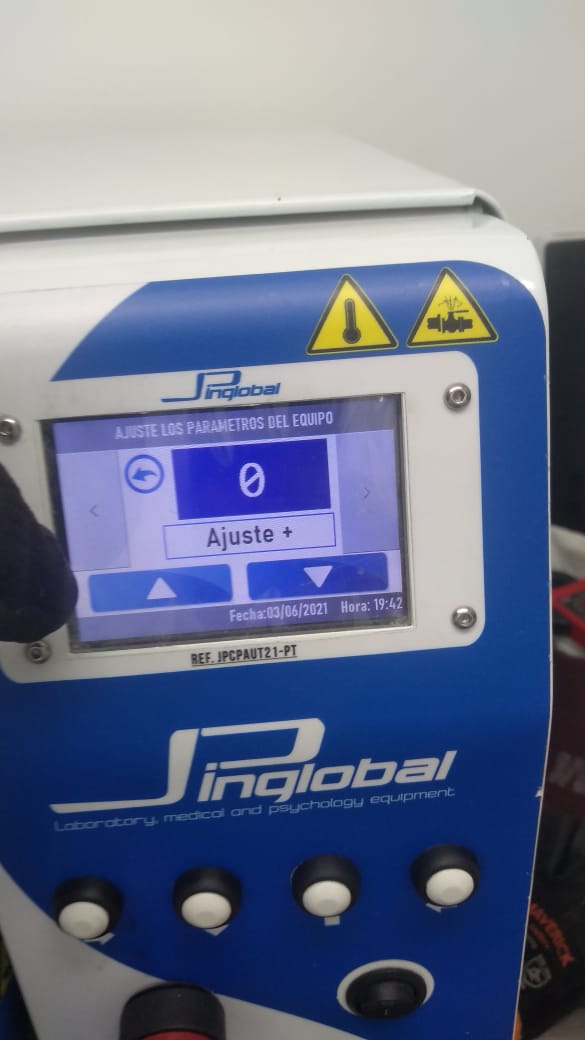 JPinglobal
AJUSTE LOS PARAMETROS DEL EQUIPO
0
Ajuste +
Fecha:03/06/2021 Hora: 19:42
REF. JPCPAUT21-PT
JPinglobal
Laboratory, medical and psychology equipment
MAVERICK